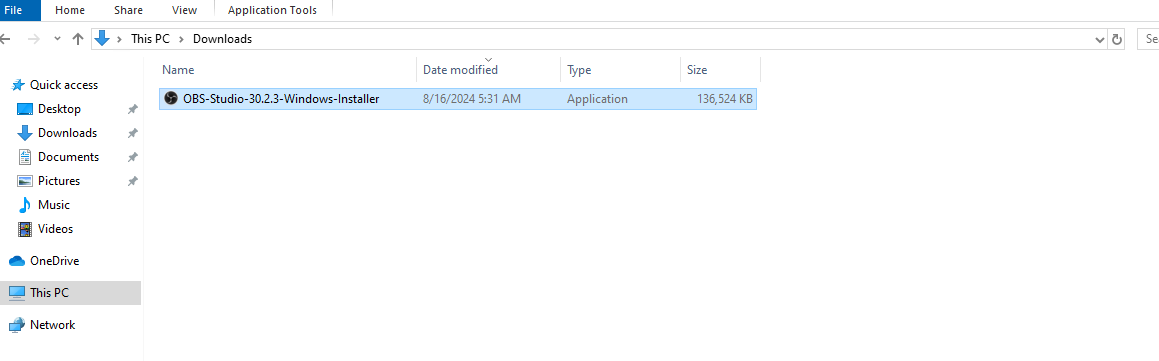 File Home Share View Application Tools
This PC Downloads
Name Date modified Type Size
OBS-Studio-30.2.3-Windows-Installer 8/16/2024 5:31 AM Application 136,524 KB
Quick access
Desktop
Downloads
Documents
Pictures
Music
Videos
OneDrive
This PC
Network